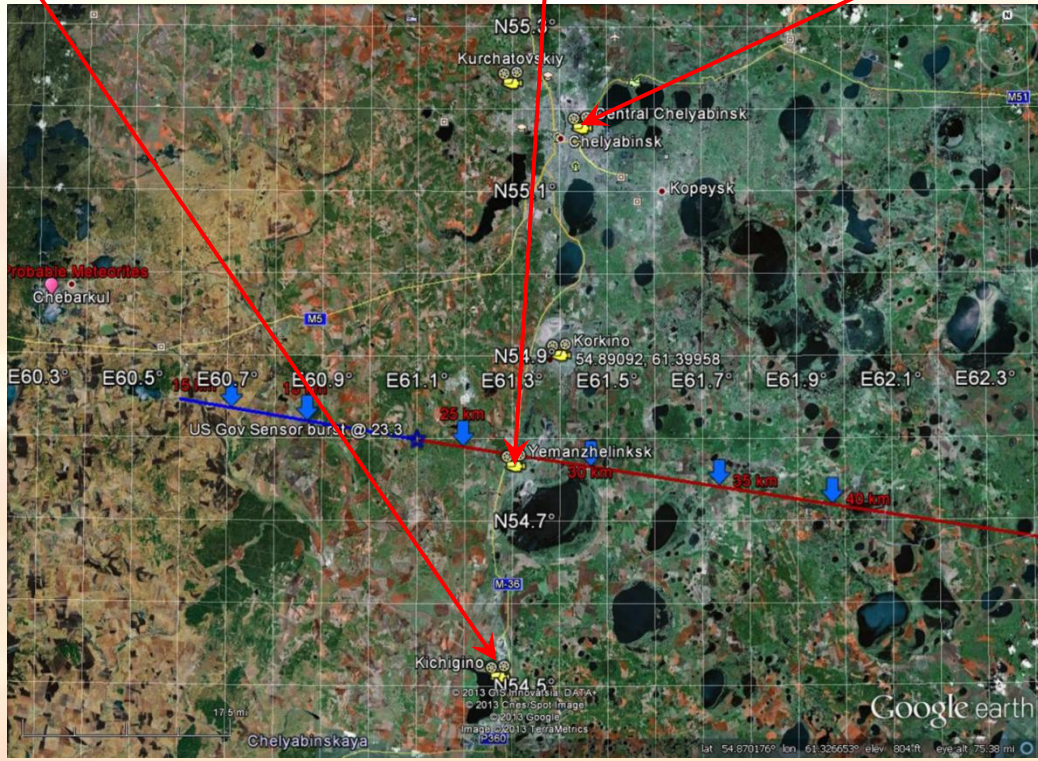 N55.3°
N
Kurchatovskiy
M51
Central Chelyabinsk
Chelyabinsk
N55.1°
Kopeysk
Probable Meteorites
Chebarkul
M5
Korkino
N54.9°
54.89092, 61.39958
E60.3° E60.5° E60.7° E60.9° E61.1° E61.3° E61.5° E61.7° E61.9° E62.1° E62.3°
15 km
25 km
US Gov Sensor burst @ 23.3
Yemanzhelinksk
30 km
35 km
40 km
N54.7°
M-36
Kichigino
N54.5°
© 2013 GIS Innovatsia, DATA+
© 2013 Cnes/Spot Image
© 2013 Google
Image © 2013 TerraMetrics
Google earth
17.5 mi
Chelyabinskaya
P360
lat 54.870176° lon 61.326653° elev 804 ft eye alt 75.38 mi